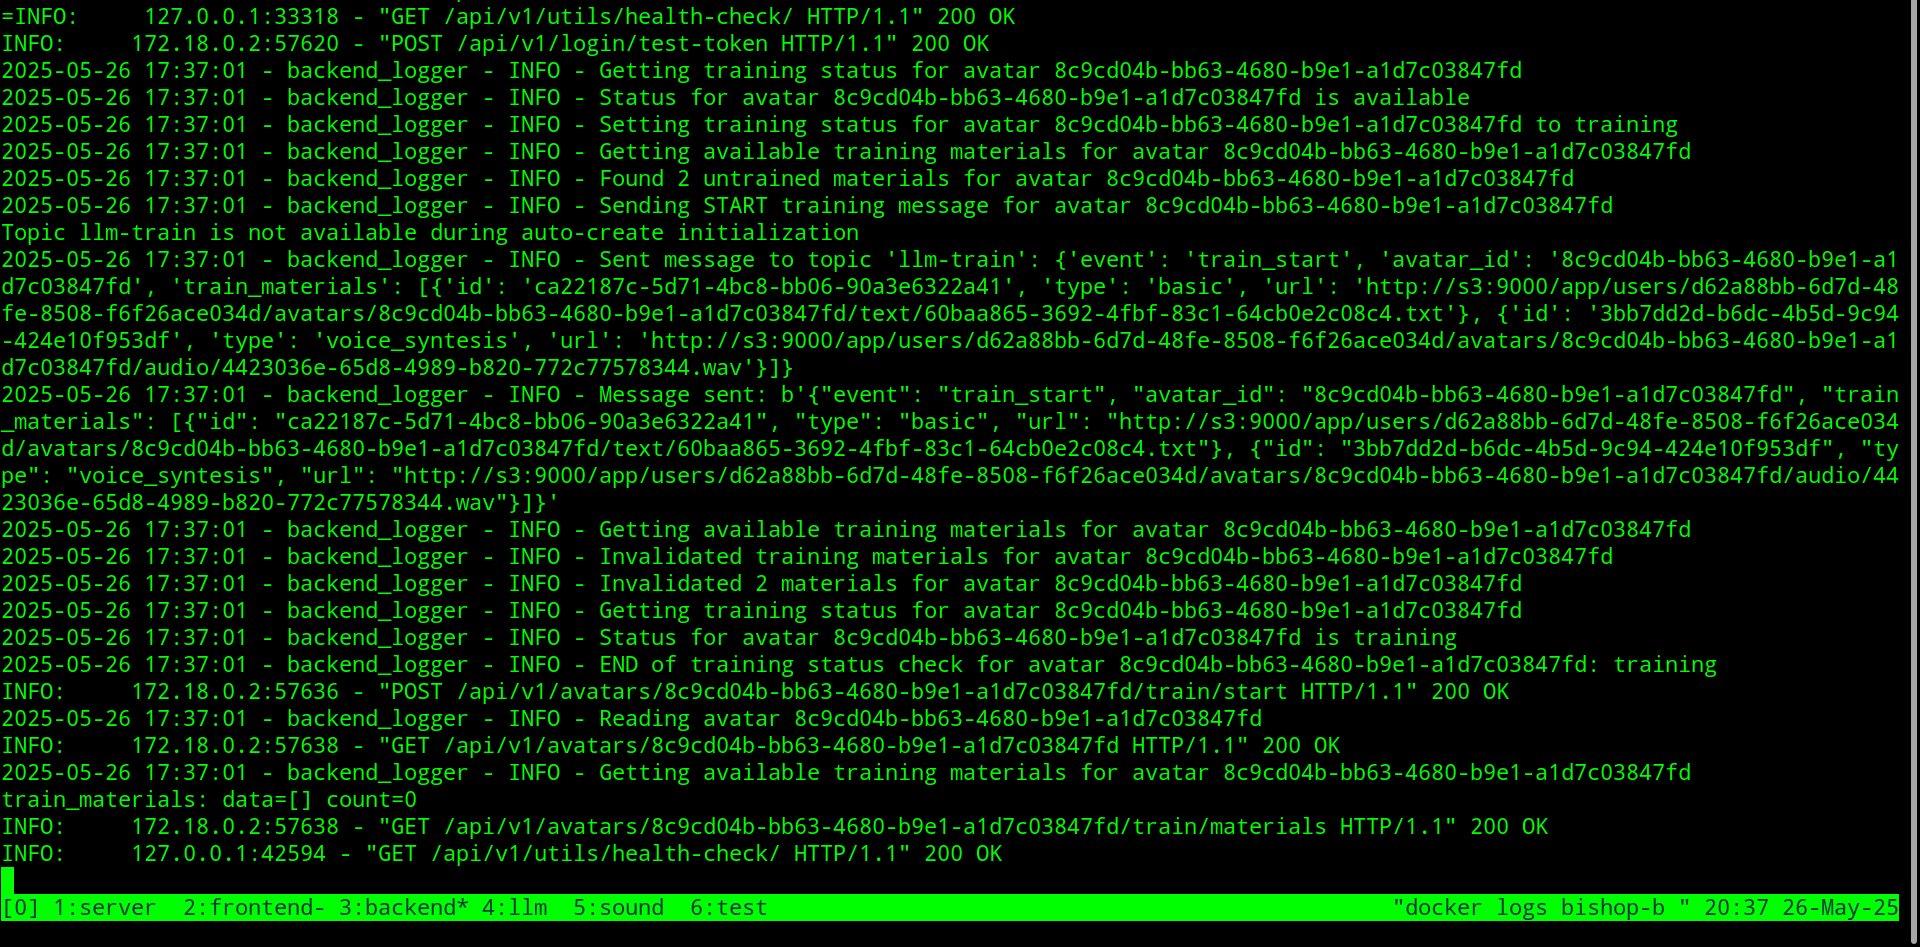 =INFO:     127.0.0.1:33318 - "GET /api/v1/utils/health-check/ HTTP/1.1" 200 OK
INFO:     172.18.0.2:57620 - "POST /api/v1/login/test-token HTTP/1.1" 200 OK
2025-05-26 17:37:01 - backend_logger - INFO - Getting training status for avatar 8c9cd04b-bb63-4680-b9e1-a1d7c03847fd
2025-05-26 17:37:01 - backend_logger - INFO - Status for avatar 8c9cd04b-bb63-4680-b9e1-a1d7c03847fd is available
2025-05-26 17:37:01 - backend_logger - INFO - Setting training status for avatar 8c9cd04b-bb63-4680-b9e1-a1d7c03847fd to training
2025-05-26 17:37:01 - backend_logger - INFO - Getting available training materials for avatar 8c9cd04b-bb63-4680-b9e1-a1d7c03847fd
2025-05-26 17:37:01 - backend_logger - INFO - Found 2 untrained materials for avatar 8c9cd04b-bb63-4680-b9e1-a1d7c03847fd
2025-05-26 17:37:01 - backend_logger - INFO - Sending START training message for avatar 8c9cd04b-bb63-4680-b9e1-a1d7c03847fd
Topic llm-train is not available during auto-create initialization
2025-05-26 17:37:01 - backend_logger - INFO - Sent message to topic 'llm-train': {'event': 'train_start', 'avatar_id': '8c9cd04b-bb63-4680-b9e1-a1
d7c03847fd', 'train_materials': [{'id': 'ca22187c-5d71-4bc8-bb06-90a3e6322a41', 'type': 'basic', 'url': 'http://s3:9000/app/users/d62a88bb-6d7d-48
fe-8508-f6f26ace034d/avatars/8c9cd04b-bb63-4680-b9e1-a1d7c03847fd/text/60baa865-3692-4fbf-83c1-64cb0e2c08c4.txt'}, {'id': '3bb7dd2d-b6dc-4b5d-9c94
-424e10f953df', 'type': 'voice_syntesis', 'url': 'http://s3:9000/app/users/d62a88bb-6d7d-48fe-8508-f6f26ace034d/avatars/8c9cd04b-bb63-4680-b9e1-a1
d7c03847fd/audio/4423036e-65d8-4989-b820-772c77578344.wav'}]}
2025-05-26 17:37:01 - backend_logger - INFO - Message sent: b'{"event": "train_start", "avatar_id": "8c9cd04b-bb63-4680-b9e1-a1d7c03847fd", "train
_materials": [{"id": "ca22187c-5d71-4bc8-bb06-90a3e6322a41", "type": "basic", "url": "http://s3:9000/app/users/d62a88bb-6d7d-48fe-8508-f6f26ace034
d/avatars/8c9cd04b-bb63-4680-b9e1-a1d7c03847fd/text/60baa865-3692-4fbf-83c1-64cb0e2c08c4.txt"}, {"id": "3bb7dd2d-b6dc-4b5d-9c94-424e10f953df", "ty
pe": "voice_syntesis", "url": "http://s3:9000/app/users/d62a88bb-6d7d-48fe-8508-f6f26ace034d/avatars/8c9cd04b-bb63-4680-b9e1-a1d7c03847fd/audio/44
23036e-65d8-4989-b820-772c77578344.wav"}]}'
2025-05-26 17:37:01 - backend_logger - INFO - Getting available training materials for avatar 8c9cd04b-bb63-4680-b9e1-a1d7c03847fd
2025-05-26 17:37:01 - backend_logger - INFO - Invalidated training materials for avatar 8c9cd04b-bb63-4680-b9e1-a1d7c03847fd
2025-05-26 17:37:01 - backend_logger - INFO - Invalidated 2 materials for avatar 8c9cd04b-bb63-4680-b9e1-a1d7c03847fd
2025-05-26 17:37:01 - backend_logger - INFO - Getting training status for avatar 8c9cd04b-bb63-4680-b9e1-a1d7c03847fd
2025-05-26 17:37:01 - backend_logger - INFO - Status for avatar 8c9cd04b-bb63-4680-b9e1-a1d7c03847fd is training
2025-05-26 17:37:01 - backend_logger - INFO - END of training status check for avatar 8c9cd04b-bb63-4680-b9e1-a1d7c03847fd: training
INFO:     172.18.0.2:57636 - "POST /api/v1/avatars/8c9cd04b-bb63-4680-b9e1-a1d7c03847fd/train/start HTTP/1.1" 200 OK
2025-05-26 17:37:01 - backend_logger - INFO - Reading avatar 8c9cd04b-bb63-4680-b9e1-a1d7c03847fd
INFO:     172.18.0.2:57638 - "GET /api/v1/avatars/8c9cd04b-bb63-4680-b9e1-a1d7c03847fd HTTP/1.1" 200 OK
2025-05-26 17:37:01 - backend_logger - INFO - Getting available training materials for avatar 8c9cd04b-bb63-4680-b9e1-a1d7c03847fd
train_materials: data=[] count=0
INFO:     172.18.0.2:57638 - "GET /api/v1/avatars/8c9cd04b-bb63-4680-b9e1-a1d7c03847fd/train/materials HTTP/1.1" 200 OK
INFO:     127.0.0.1:42594 - "GET /api/v1/utils/health-check/ HTTP/1.1" 200 OK
[0] 1:server  2:frontend- 3:backend* 4:llm  5:sound  6:test "docker logs bishop-b " 20:37 26-May-25